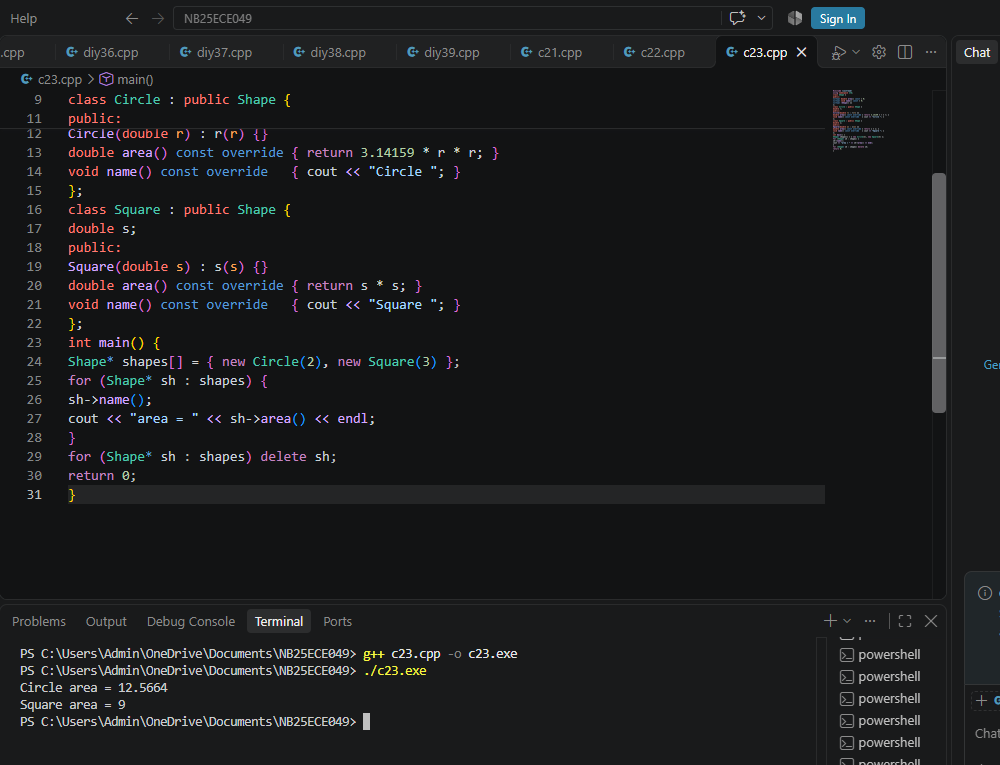 Help
NB25ECE049
Sign In
.cpp
diy36.cpp
diy37.cpp
diy38.cpp
diy39.cpp
c21.cpp
c22.cpp
c23.cpp
Chat
c23.cpp > main()
9 class Circle : public Shape {
11 public:
12 Circle(double r) : r(r) {}
13 double area() const override { return 3.14159 * r * r; }
14 void name() const override   { cout << "Circle "; }
15 };
16 class Square : public Shape {
17 double s;
18 public:
19 Square(double s) : s(s) {}
20 double area() const override { return s * s; }
21 void name() const override   { cout << "Square "; }
22 };
23 int main() {
24 Shape* shapes[] = { new Circle(2), new Square(3) };
25 for (Shape* sh : shapes) {
26 sh->name();
27 cout << "area = " << sh->area() << endl;
28 }
29 for (Shape* sh : shapes) delete sh;
30 return 0;
31 }
Problems
Output
Debug Console
Terminal
Ports
PS C:\Users\Admin\OneDrive\Documents\NB25ECE049> g++ c23.cpp -o c23.exe
PS C:\Users\Admin\OneDrive\Documents\NB25ECE049> ./c23.exe
Circle area = 12.5664
Square area = 9
PS C:\Users\Admin\OneDrive\Documents\NB25ECE049>
powershell
powershell
powershell
powershell
powershell
powershell
Chat